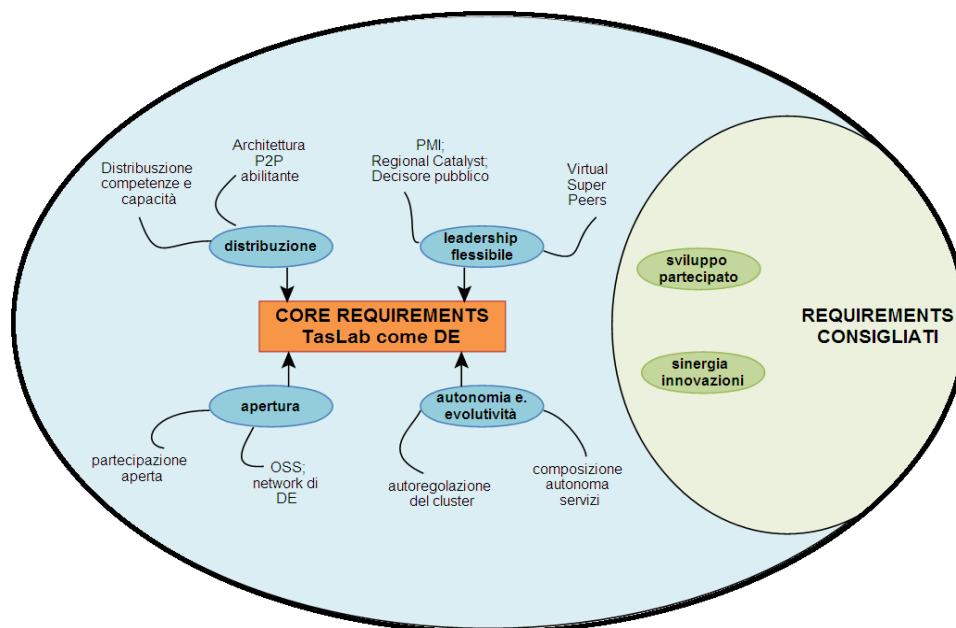 Distribuszione
competenze e
capacità
Architettura
P2P
abilitante
PMI;
Regional Catalyst;
Decisore pubblico
Virtual
Super
Peers
distribuzione
leadership
flessibile
sviluppo
partecipato
CORE REQUIREMENTS
TasLab come DE
REQUIREMENTS
CONSIGLIATI
sinergia
innovazioni
apertura
autonomia e.
evolutività
partecipazione
aperta
OSS;
network di
DE
autoregolazione
del cluster
composizione
autonoma
servizi